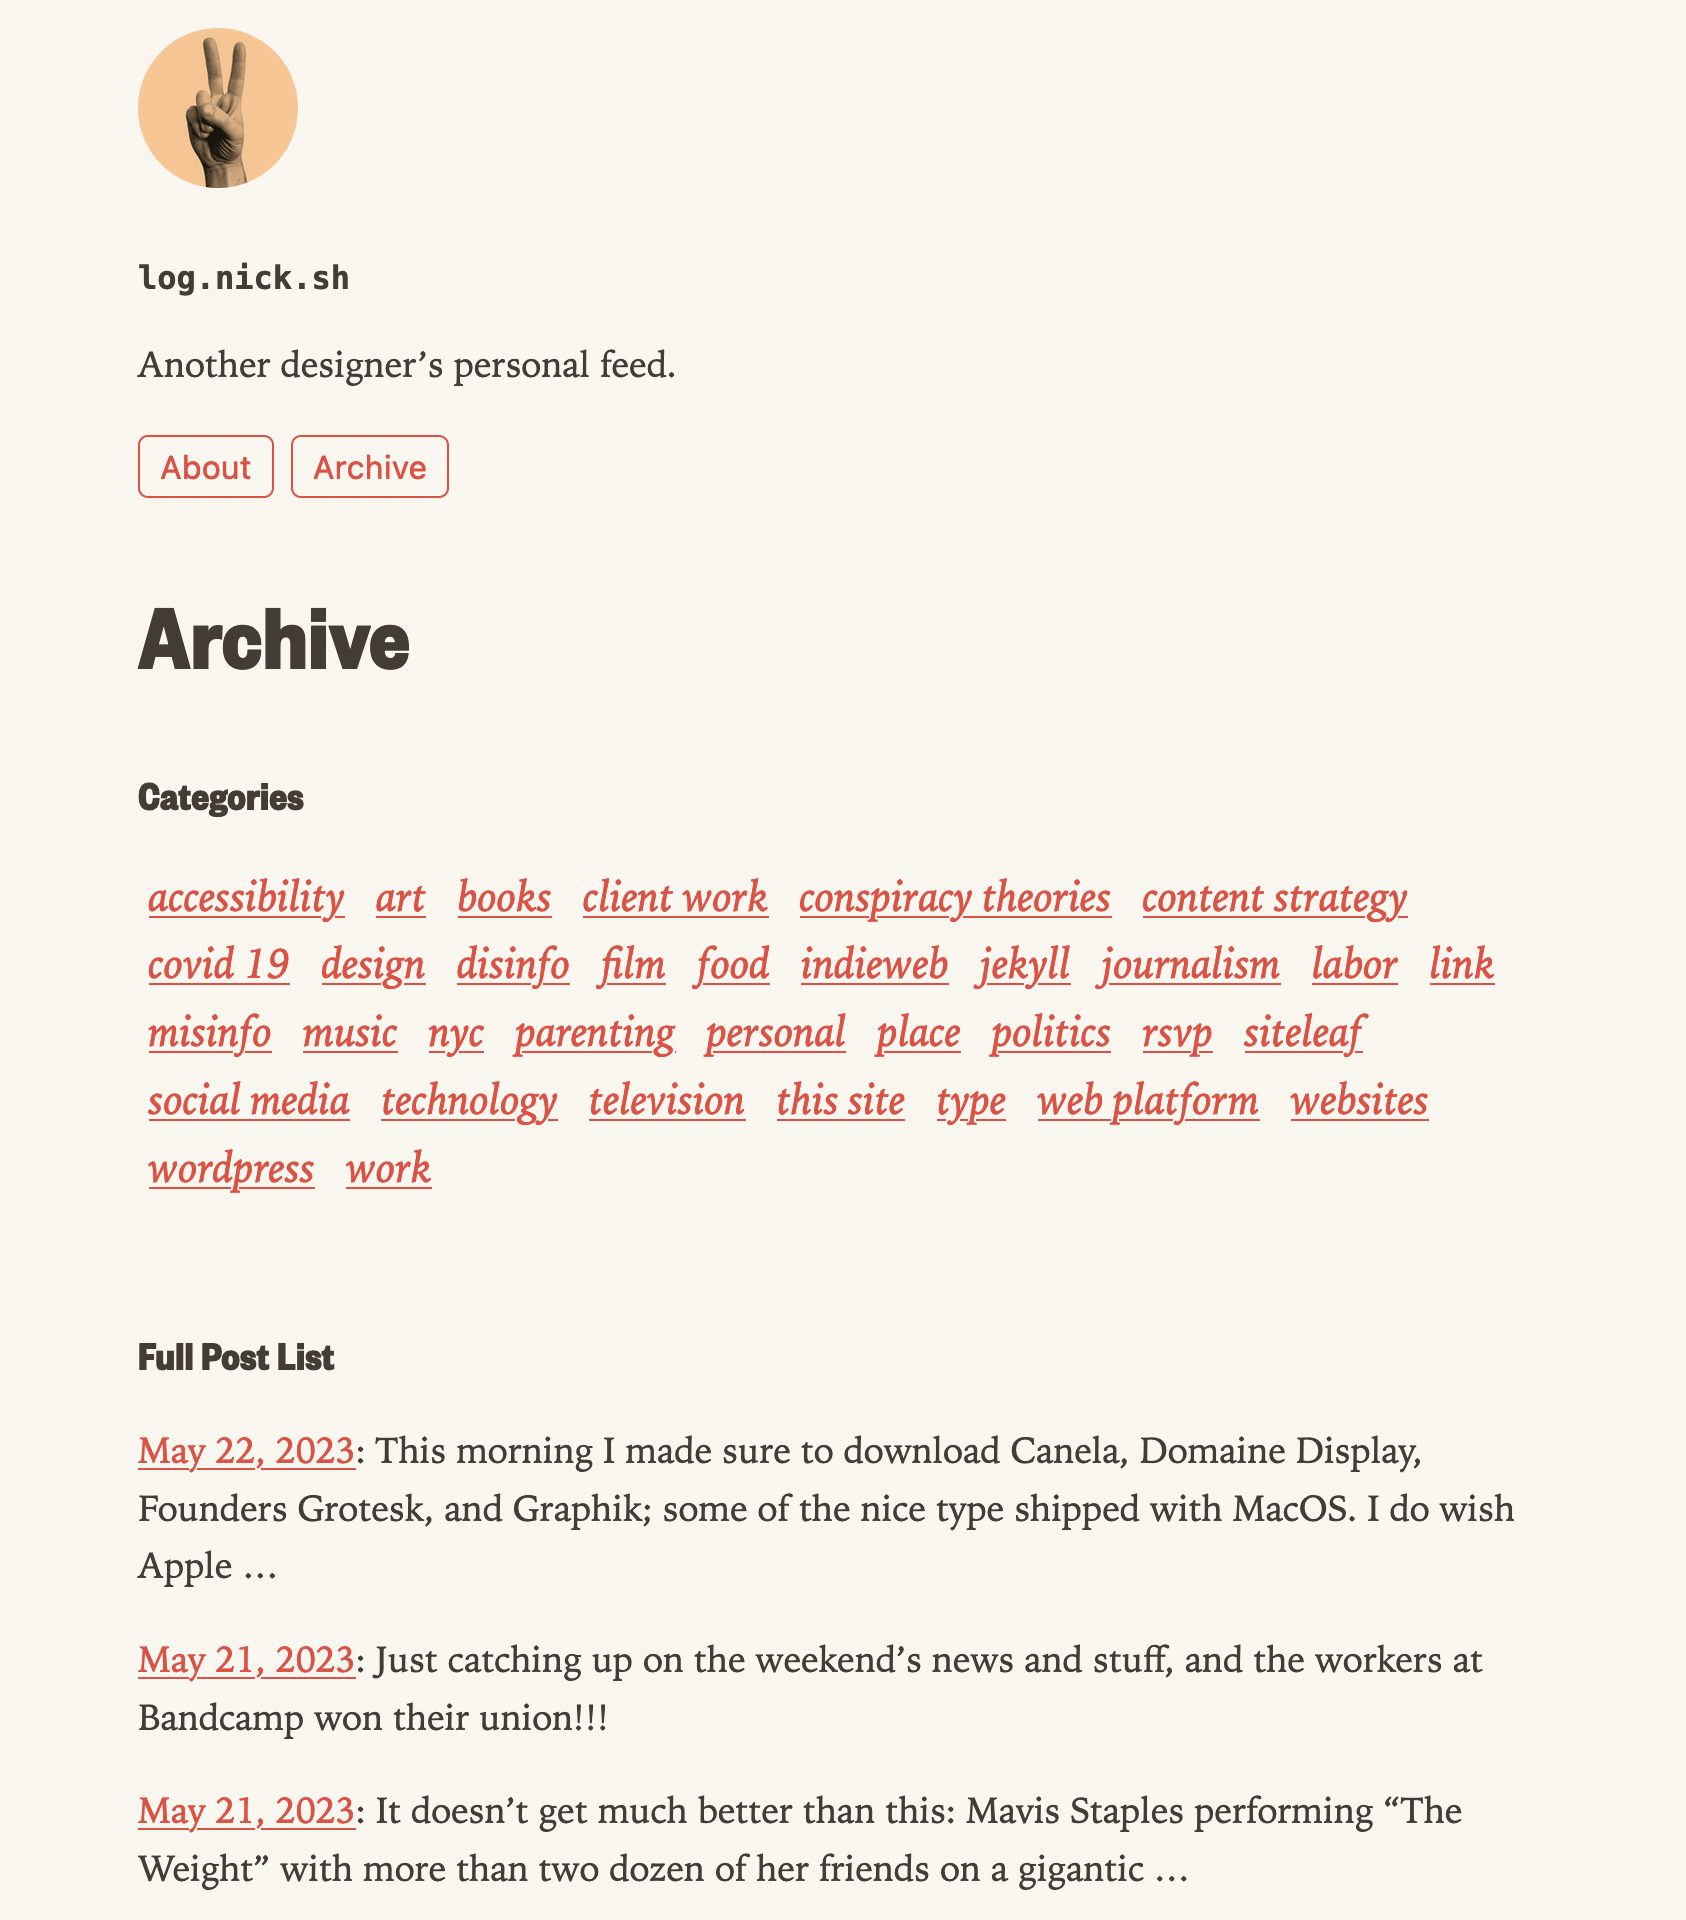 log.nick.sh
Another designer’s personal feed.
About Archive
Archive
Categories
accessibility art books client work conspiracy theories content strategy
covid 19 design disinfo film food indieweb jekyll journalism labor link
misinfo music nyc parenting personal place politics rsvp siteleaf
social media technology television this site type web platform websites
wordpress work
Full Post List
May 22, 2023: This morning I made sure to download Canela, Domaine Display,
Founders Grotesk, and Graphik; some of the nice type shipped with MacOS. I do wish
Apple …
May 21, 2023: Just catching up on the weekend’s news and stuff, and the workers at
Bandcamp won their union!!!
May 21, 2023: It doesn’t get much better than this: Mavis Staples performing “The
Weight” with more than two dozen of her friends on a gigantic …